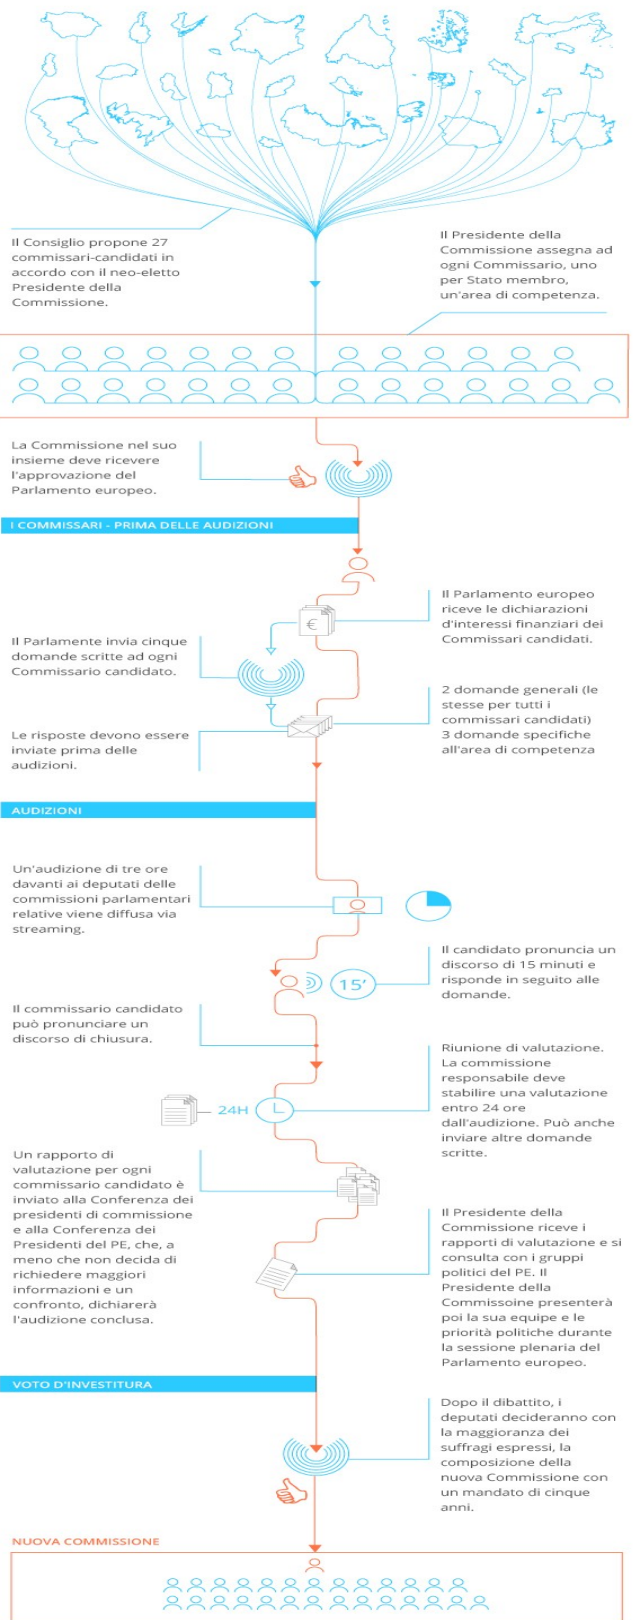 Il Consiglio propone 27
commissari-candidati in
accordo con il neo-eletto
Presidente della
Commissione.
Il Presidente della
Commissione assegna ad
ogni Commissario, uno
per Stato membro,
un'area di competenza.
La Commissione nel suo
insieme deve ricevere
l'approvazione del
Parlamento europeo.
I COMMISSARI - PRIMA DELLE AUDIZIONI
Il Parlamento europeo
riceve le dichiarazioni
d'interessi finanziari dei
Commisari candidati.
€
Il Parlamente invia cinque
domande scritte ad ogni
Commissario candidato.
2 domande generali (le
stesse per tutti i
commissari candidati)
3 domande specifiche
all'area di competenza
Le risposte devono essere
inviate prima delle
audizioni.
AUDIZIONI
Un'audizione di tre ore
davanti ai deputati delle
commissioni parlamentari
relative viene diffusa via
streaming.
Il candidato pronuncia un
discorso di 15 minuti e
risponde in seguito alle
domande.
15'
Il commissario candidato
può pronunciare un
discorso di chiusura.
Riunione di valutazione.
La commissione
responsabile deve
stabilire una valutazione
entro 24 ore
dall'audizione. Può anche
inviare altre domande
scritte.
24H
Un rapporto di
valutazione per ogni
commissario candidato è
inviato alla Conferenza dei
presidenti di commissione
e alla Conferenza dei
Presidenti del PE, che, a
meno che non decida di
richiedere maggiori
informazioni e un
confronto, dichiarerà
l'audizione conclusa.
Il Presidente della
Commissione riceve i
rapporti di valutazione e si
consulta con i gruppi
politici del PE. Il
Presidente della
Commissoine presenterà
poi la sua equipe e le
priorità politiche durante
la sessione plenaria del
Parlamento europeo.
VOTO D'INVESTITURA
Dopo il dibattito, i
deputati decideranno con
la maggioranza dei
suffragi espressi, la
composizione della
nuova Commissione con
un mandato di cinque
anni.
NUOVA COMMISSIONE